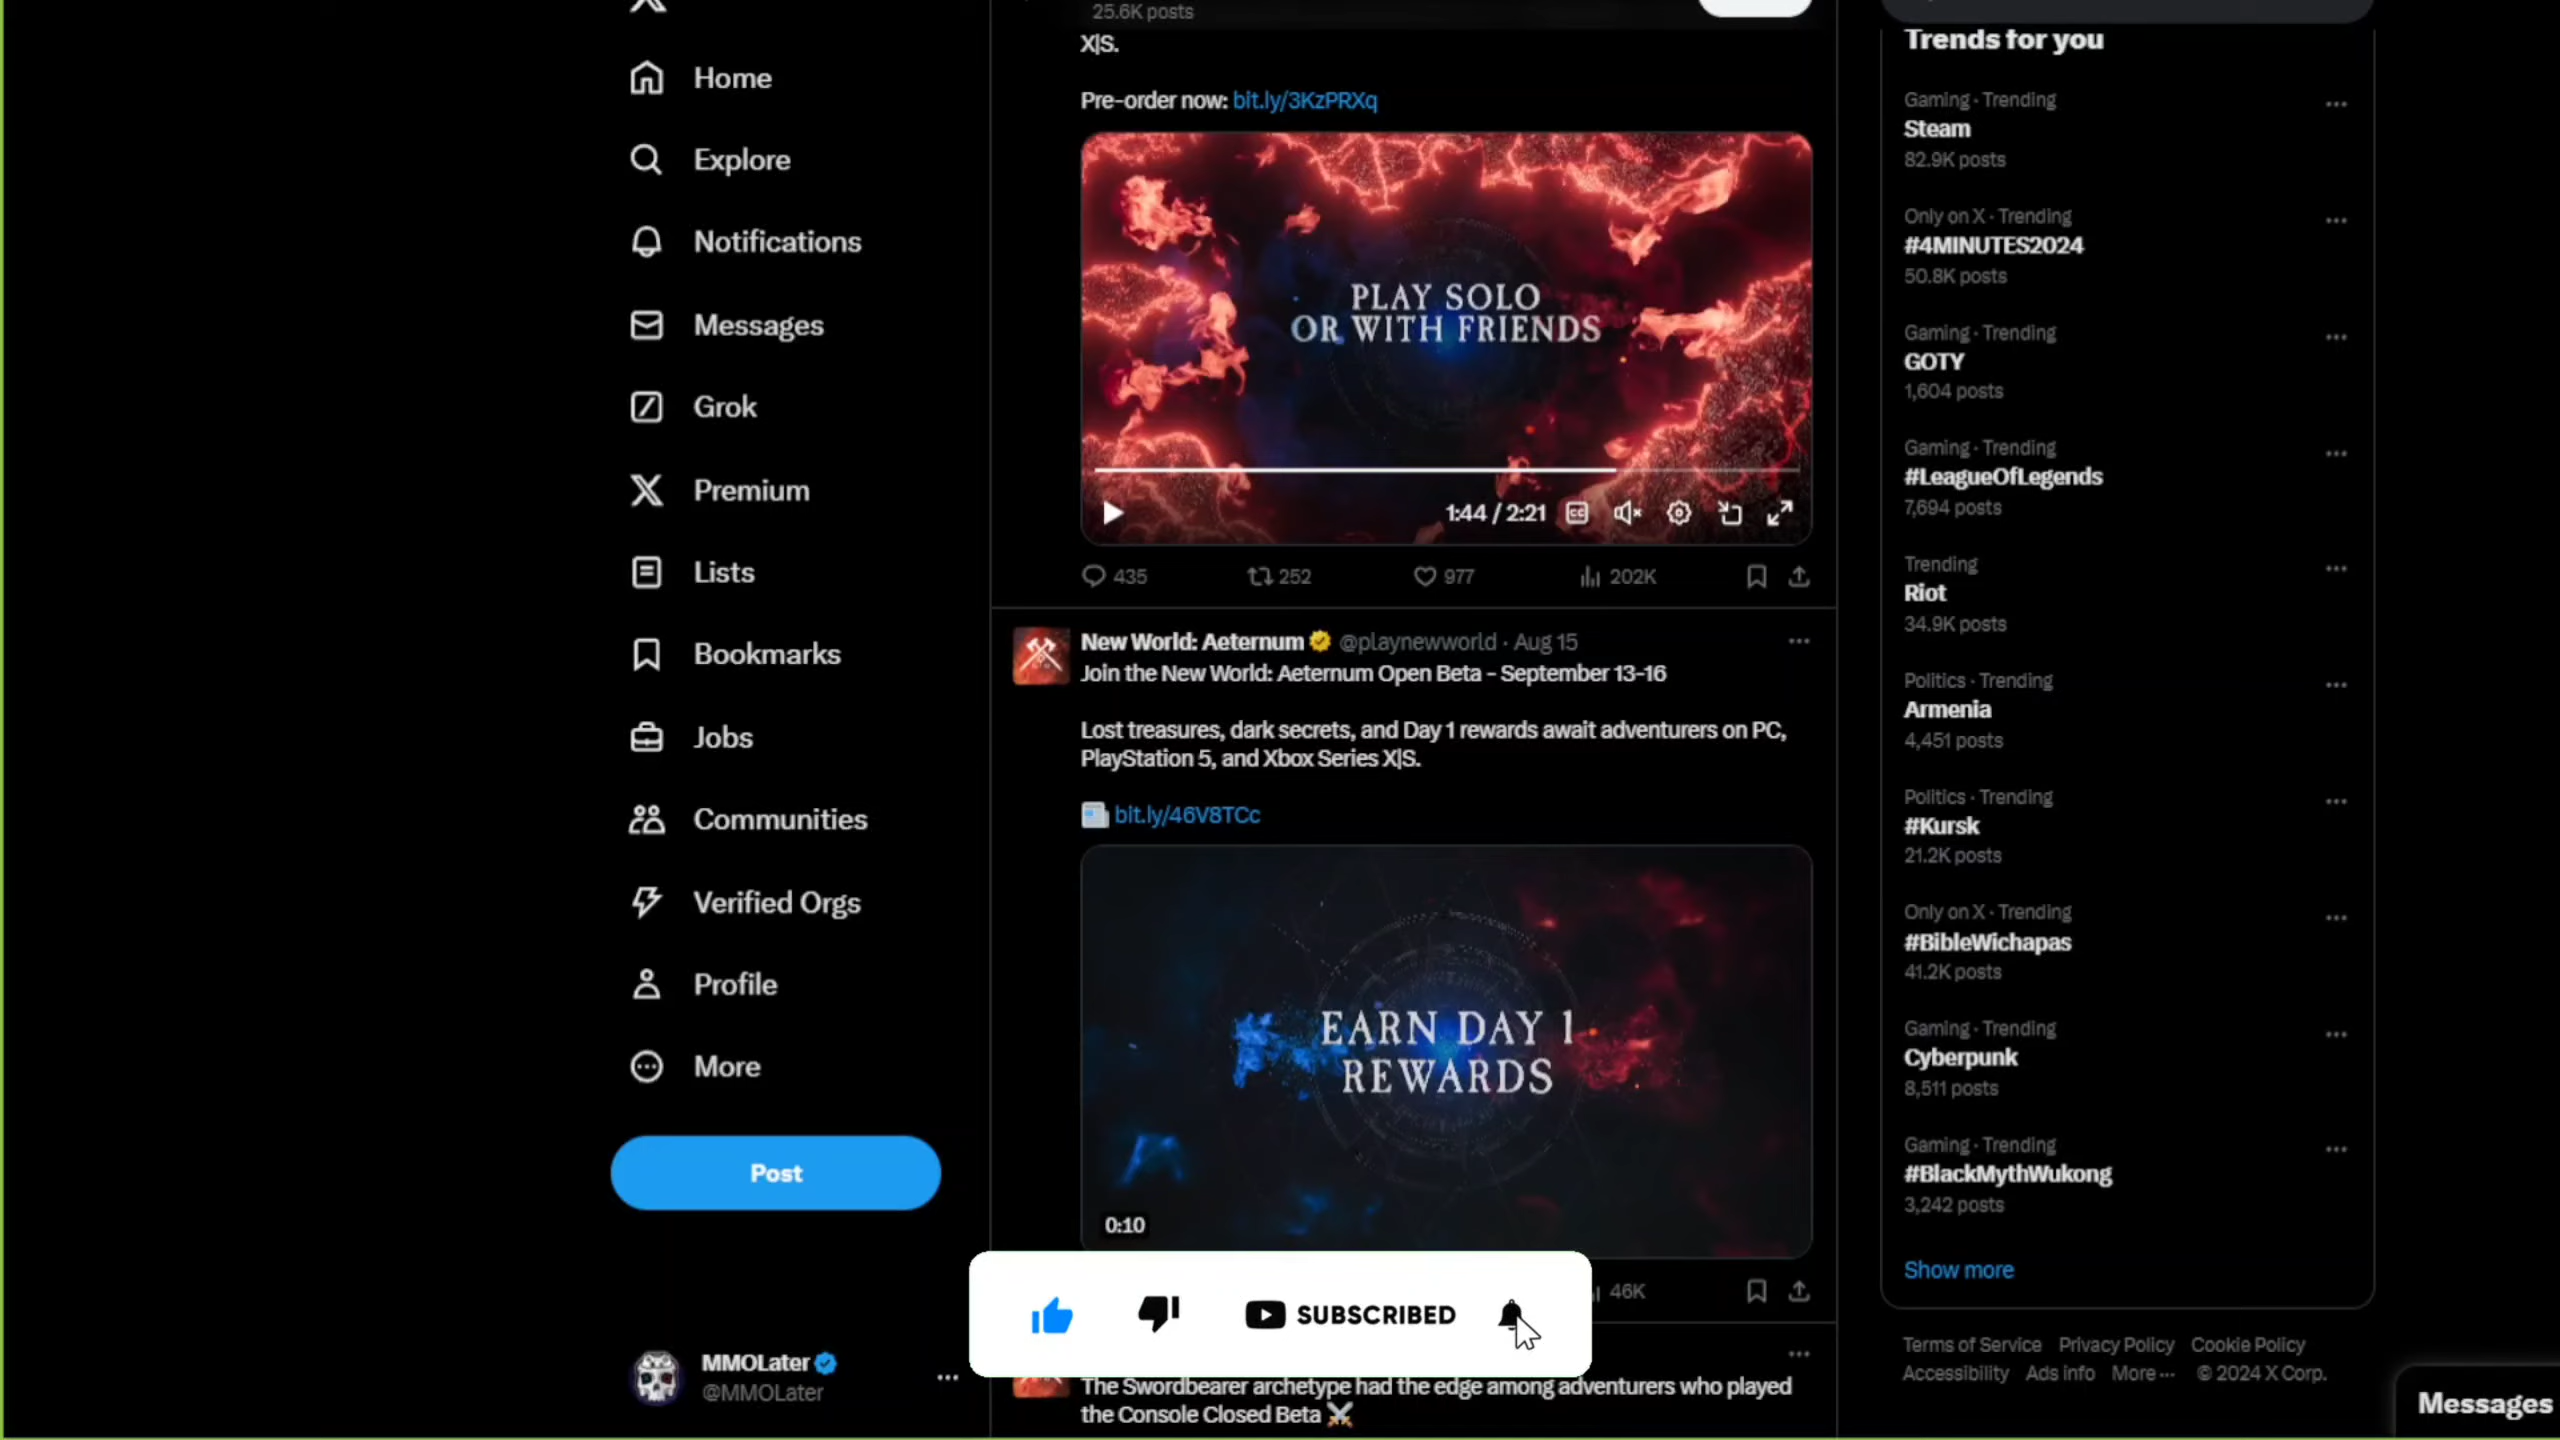 Home
Explore
Notifications
Messages
Grok
Premium
Lists
Bookmarks
Jobs
Communities
Verified Orgs
Profile
More
Post
MMOLater
@MMOLater
25.6K posts
X|S.
Pre-order now: bit.ly/3KzPRXq
PLAY SOLO
OR WITH FRIENDS
1:44 / 2:21
CC
435
252
977
202K
New World: Aeternum @playnewworld · Aug 15
Join the New World: Aeternum Open Beta - September 13-16
Lost treasures, dark secrets, and Day 1 rewards await adventurers on PC,
PlayStation 5, and Xbox Series X|S.
bit.ly/46V8TCc
EARN DAY 1
REWARDS
0:10
46K
SUBSCRIBED
The Swordbearer archetype had the edge among adventurers who played
the Console Closed Beta ⚔️
Trends for you
Gaming · Trending
Steam
82.9K posts
Only on X · Trending
#4MINUTES2024
50.8K posts
Gaming · Trending
GOTY
1,604 posts
Gaming · Trending
#LeagueOfLegends
7,694 posts
Trending
Riot
34.9K posts
Politics · Trending
Armenia
4,451 posts
Politics · Trending
#Kursk
21.2K posts
Only on X · Trending
#BibleWichapas
41.2K posts
Gaming · Trending
Cyberpunk
8,511 posts
Gaming · Trending
#BlackMythWukong
3,242 posts
Show more
Terms of Service Privacy Policy Cookie Policy
Accessibility Ads info More ··· © 2024 X Corp.
Messages